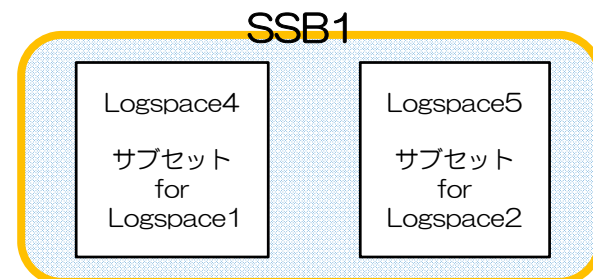 SSB1
Logspace4
サブセット
for
Logspace1
Logspace5
サブセット
for
Logspace2